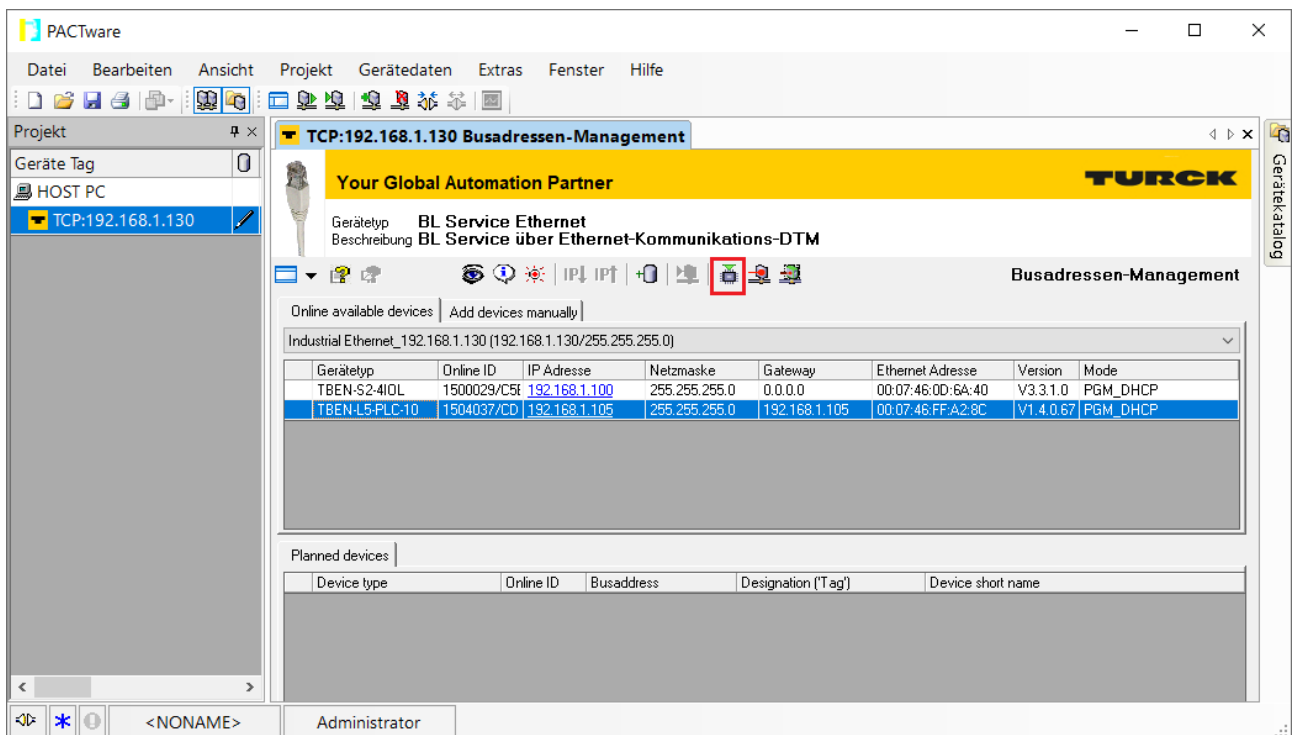 PACTware
Datei Bearbeiten Ansicht Projekt Gerätedaten Extras Fenster Hilfe
Projekt
Geräte Tag
HOST PC
TCP:192.168.1.130
TCP:192.168.1.130 Busadressen-Management
Your Global Automation Partner
TURCK
Gerätetyp BL Service Ethernet
Beschreibung BL Service über Ethernet-Kommunikations-DTM
IP IP
Busadressen-Management
Online available devices Add devices manually
Industrial Ethernet_192.168.1.130 (192.168.1.130/255.255.255.0)
Gerätetyp Online ID IP Adresse Netzmaske Gateway Ethernet Adresse Version Mode
TBEN-S2-4IOL 1500029/C5E 192.168.1.100 255.255.255.0 0.0.0.0 00:07:46:0D:6A:40 V3.3.1.0 PGM_DHCP
TBEN-L5-PLC-10 1504037/CD 192.168.1.105 255.255.255.0 192.168.1.105 00:07:46:FF:A2:8C V1.4.0.67 PGM_DHCP
Planned devices
Device type Online ID Busaddress Designation ('Tag') Device short name
Gerätekatalog
<NONAME> Administrator